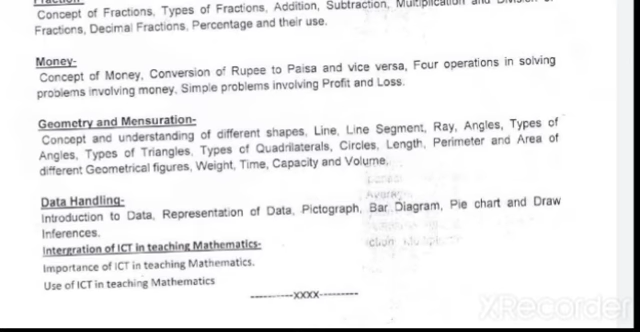 Fraction-
Concept of Fractions, Types of Fractions, Addition, Subtraction, Multiplication and Division of
Fractions, Decimal Fractions, Percentage and their use.
Money-
Concept of Money, Conversion of Rupee to Paisa and vice versa, Four operations in solving
problems involving money, Simple problems involving Profit and Loss.
Geometry and Mensuration-
Concept and understanding of different shapes, Line, Line Segment, Ray, Angles, Types of
Angles, Types of Triangles, Types of Quadrilaterals, Circles, Length, Perimeter and Area of
different Geometrical figures, Weight, Time, Capacity and Volume.
Data Handling-
Introduction to Data, Representation of Data, Pictograph, Bar Diagram, Pie chart and Draw
Inferences.
Intergration of ICT in teaching Mathematics-
Importance of ICT in teaching Mathematics.
Use of ICT in teaching Mathematics
----------XXXX---------
XRecorder